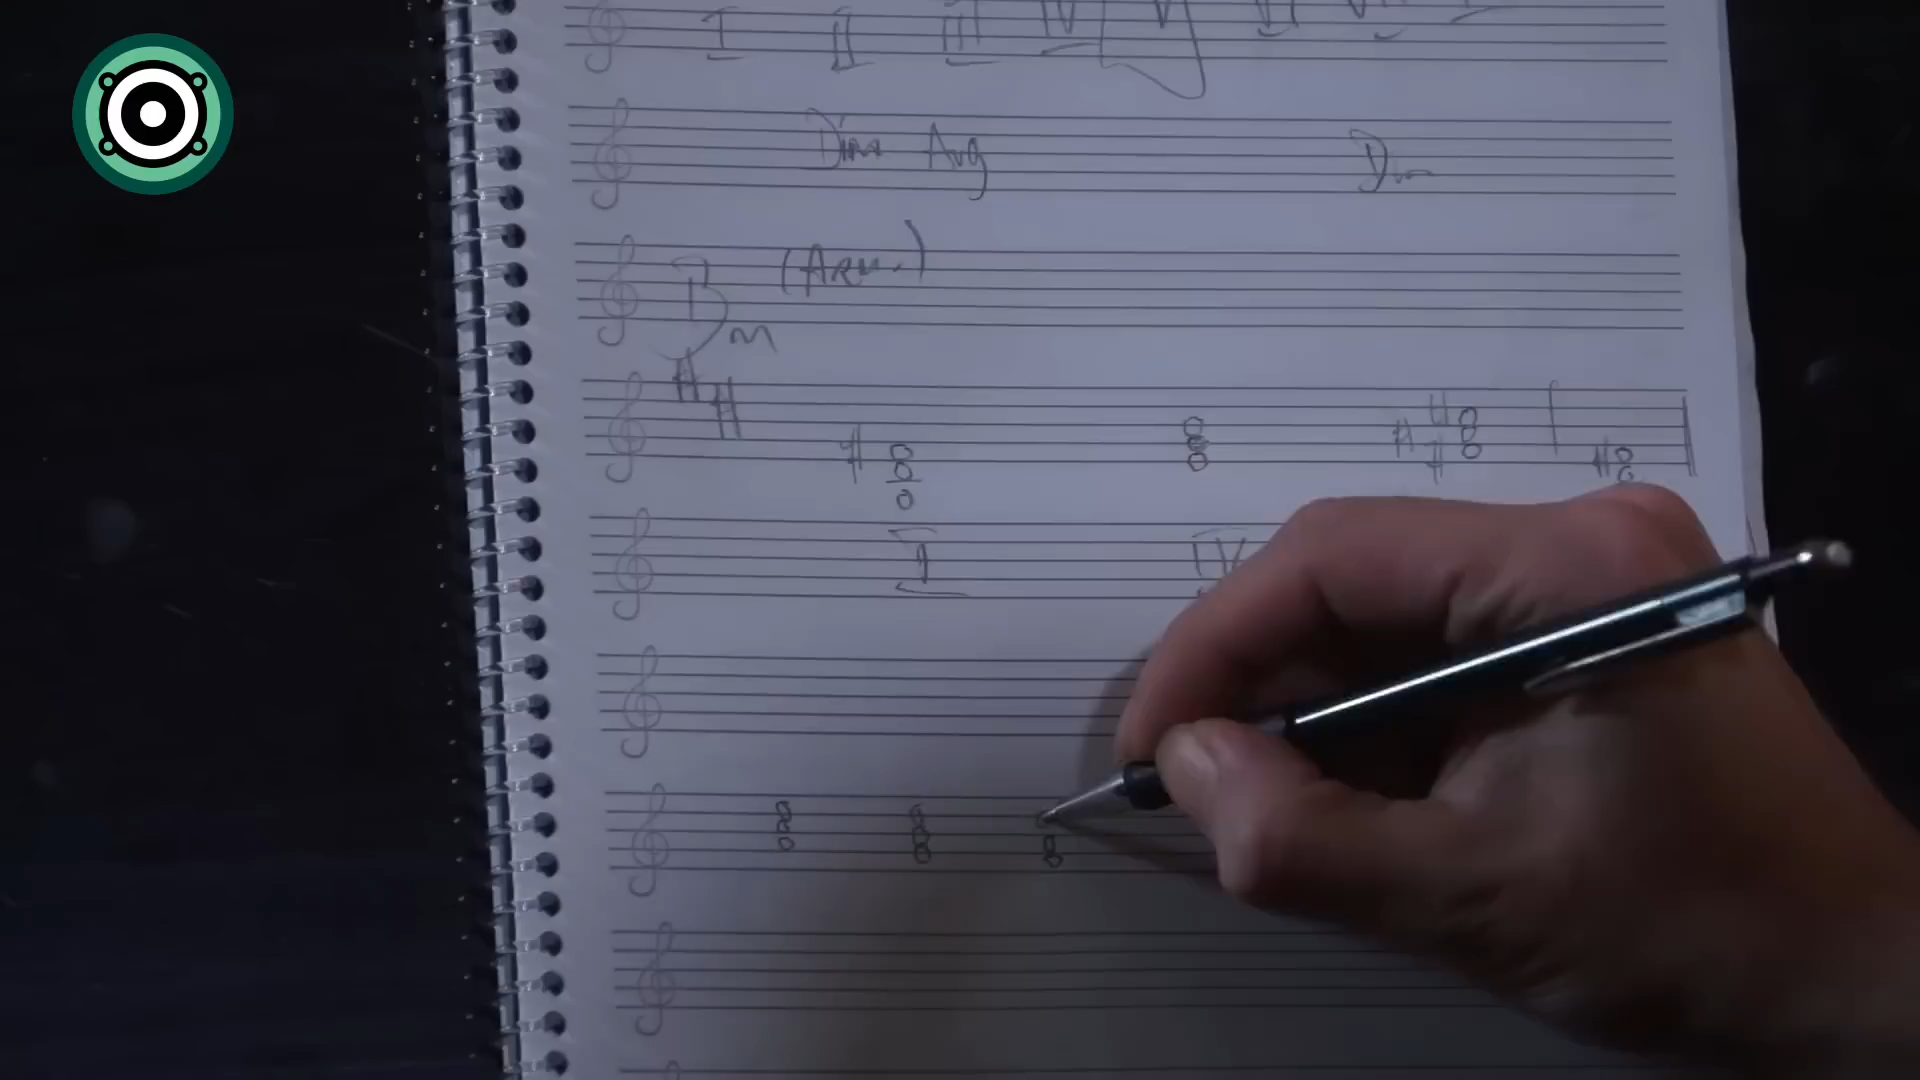 I II III IV V VI VII
Dim Aug Dim
(Arm.)
Bm
I IV